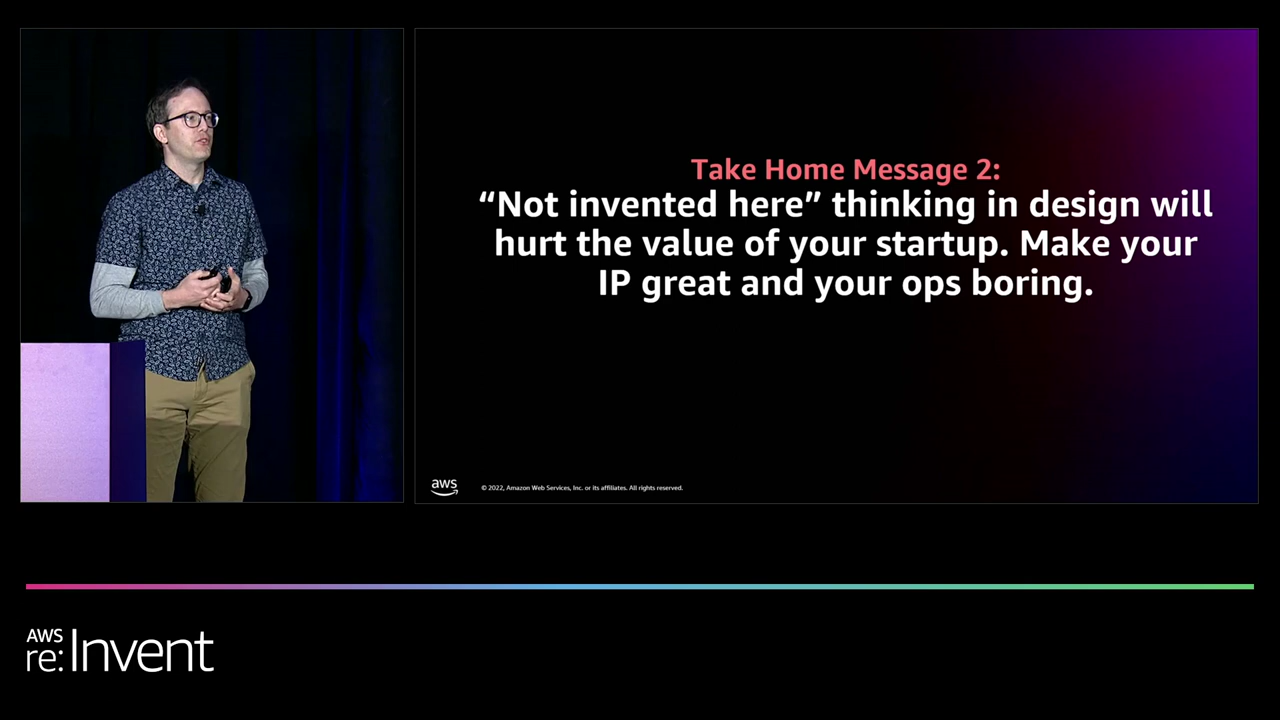 Take Home Message 2:
“Not invented here” thinking in design will
hurt the value of your startup. Make your
IP great and your ops boring.
aws
© 2022, Amazon Web Services, Inc. or its affiliates. All rights reserved.
AWS
re:Invent